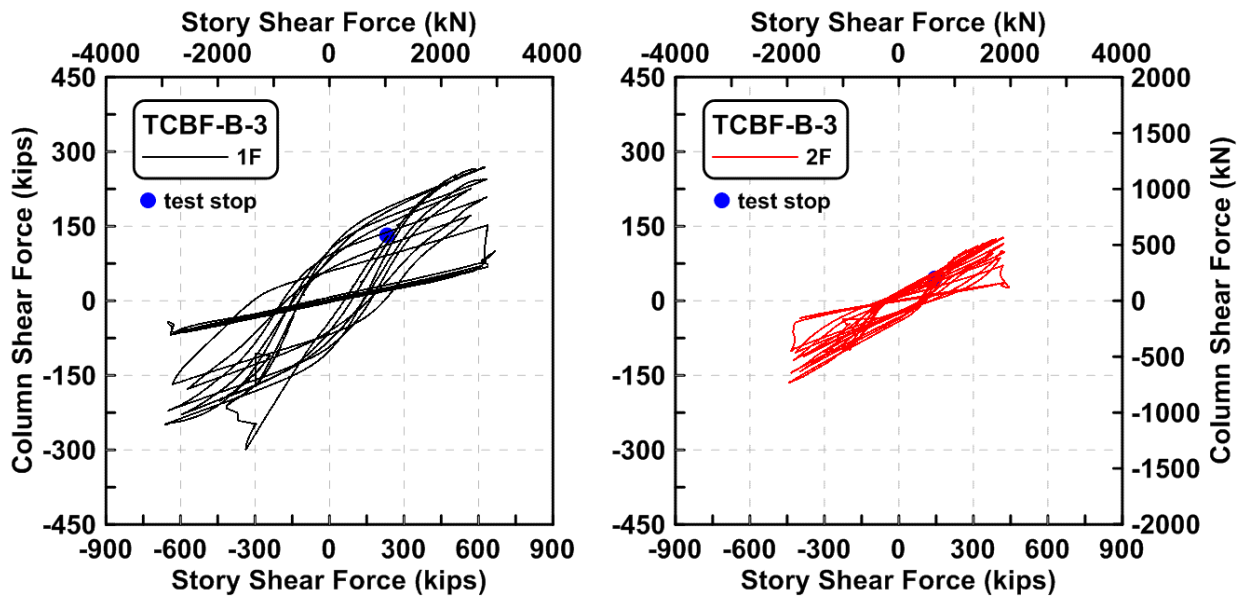 Story Shear Force (kN)
-4000 -2000 0 2000 4000
Column Shear Force (kips)
450
300
150
0
-150
-300
-450
TCBF-B-3
1F
test stop
-900 -600 -300 0 300 600 900
Story Shear Force (kips)
Story Shear Force (kN)
-4000 -2000 0 2000 4000
450
300
150
0
-150
-300
-450
TCBF-B-3
2F
test stop
2000
1500
1000
500
0
-500
-1000
-1500
-2000
Column Shear Force (kN)
-900 -600 -300 0 300 600 900
Story Shear Force (kips)